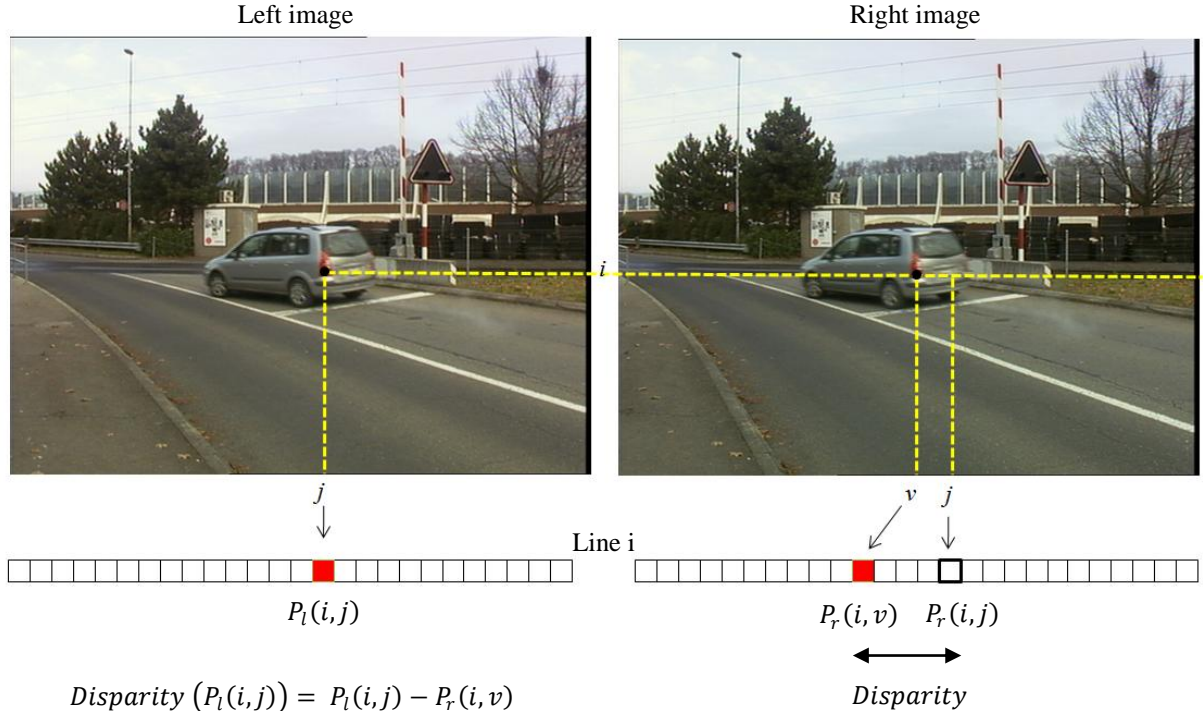 Left image
Right image
i
j
v
j
Line i
P_l(i,j)
P_r(i,v)
P_r(i,j)
Disparity (P_l(i,j)) = P_l(i,j) − P_r(i,v)
Disparity